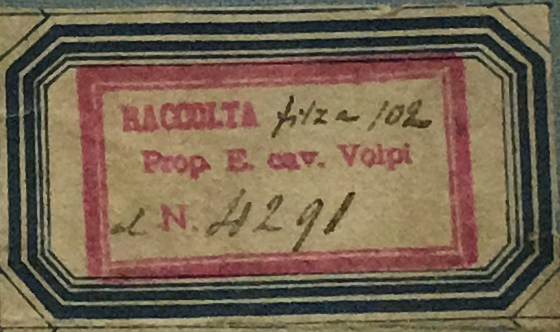 RACCOLTA filza 102
Prop. E. cav. Volpi
N. 4291